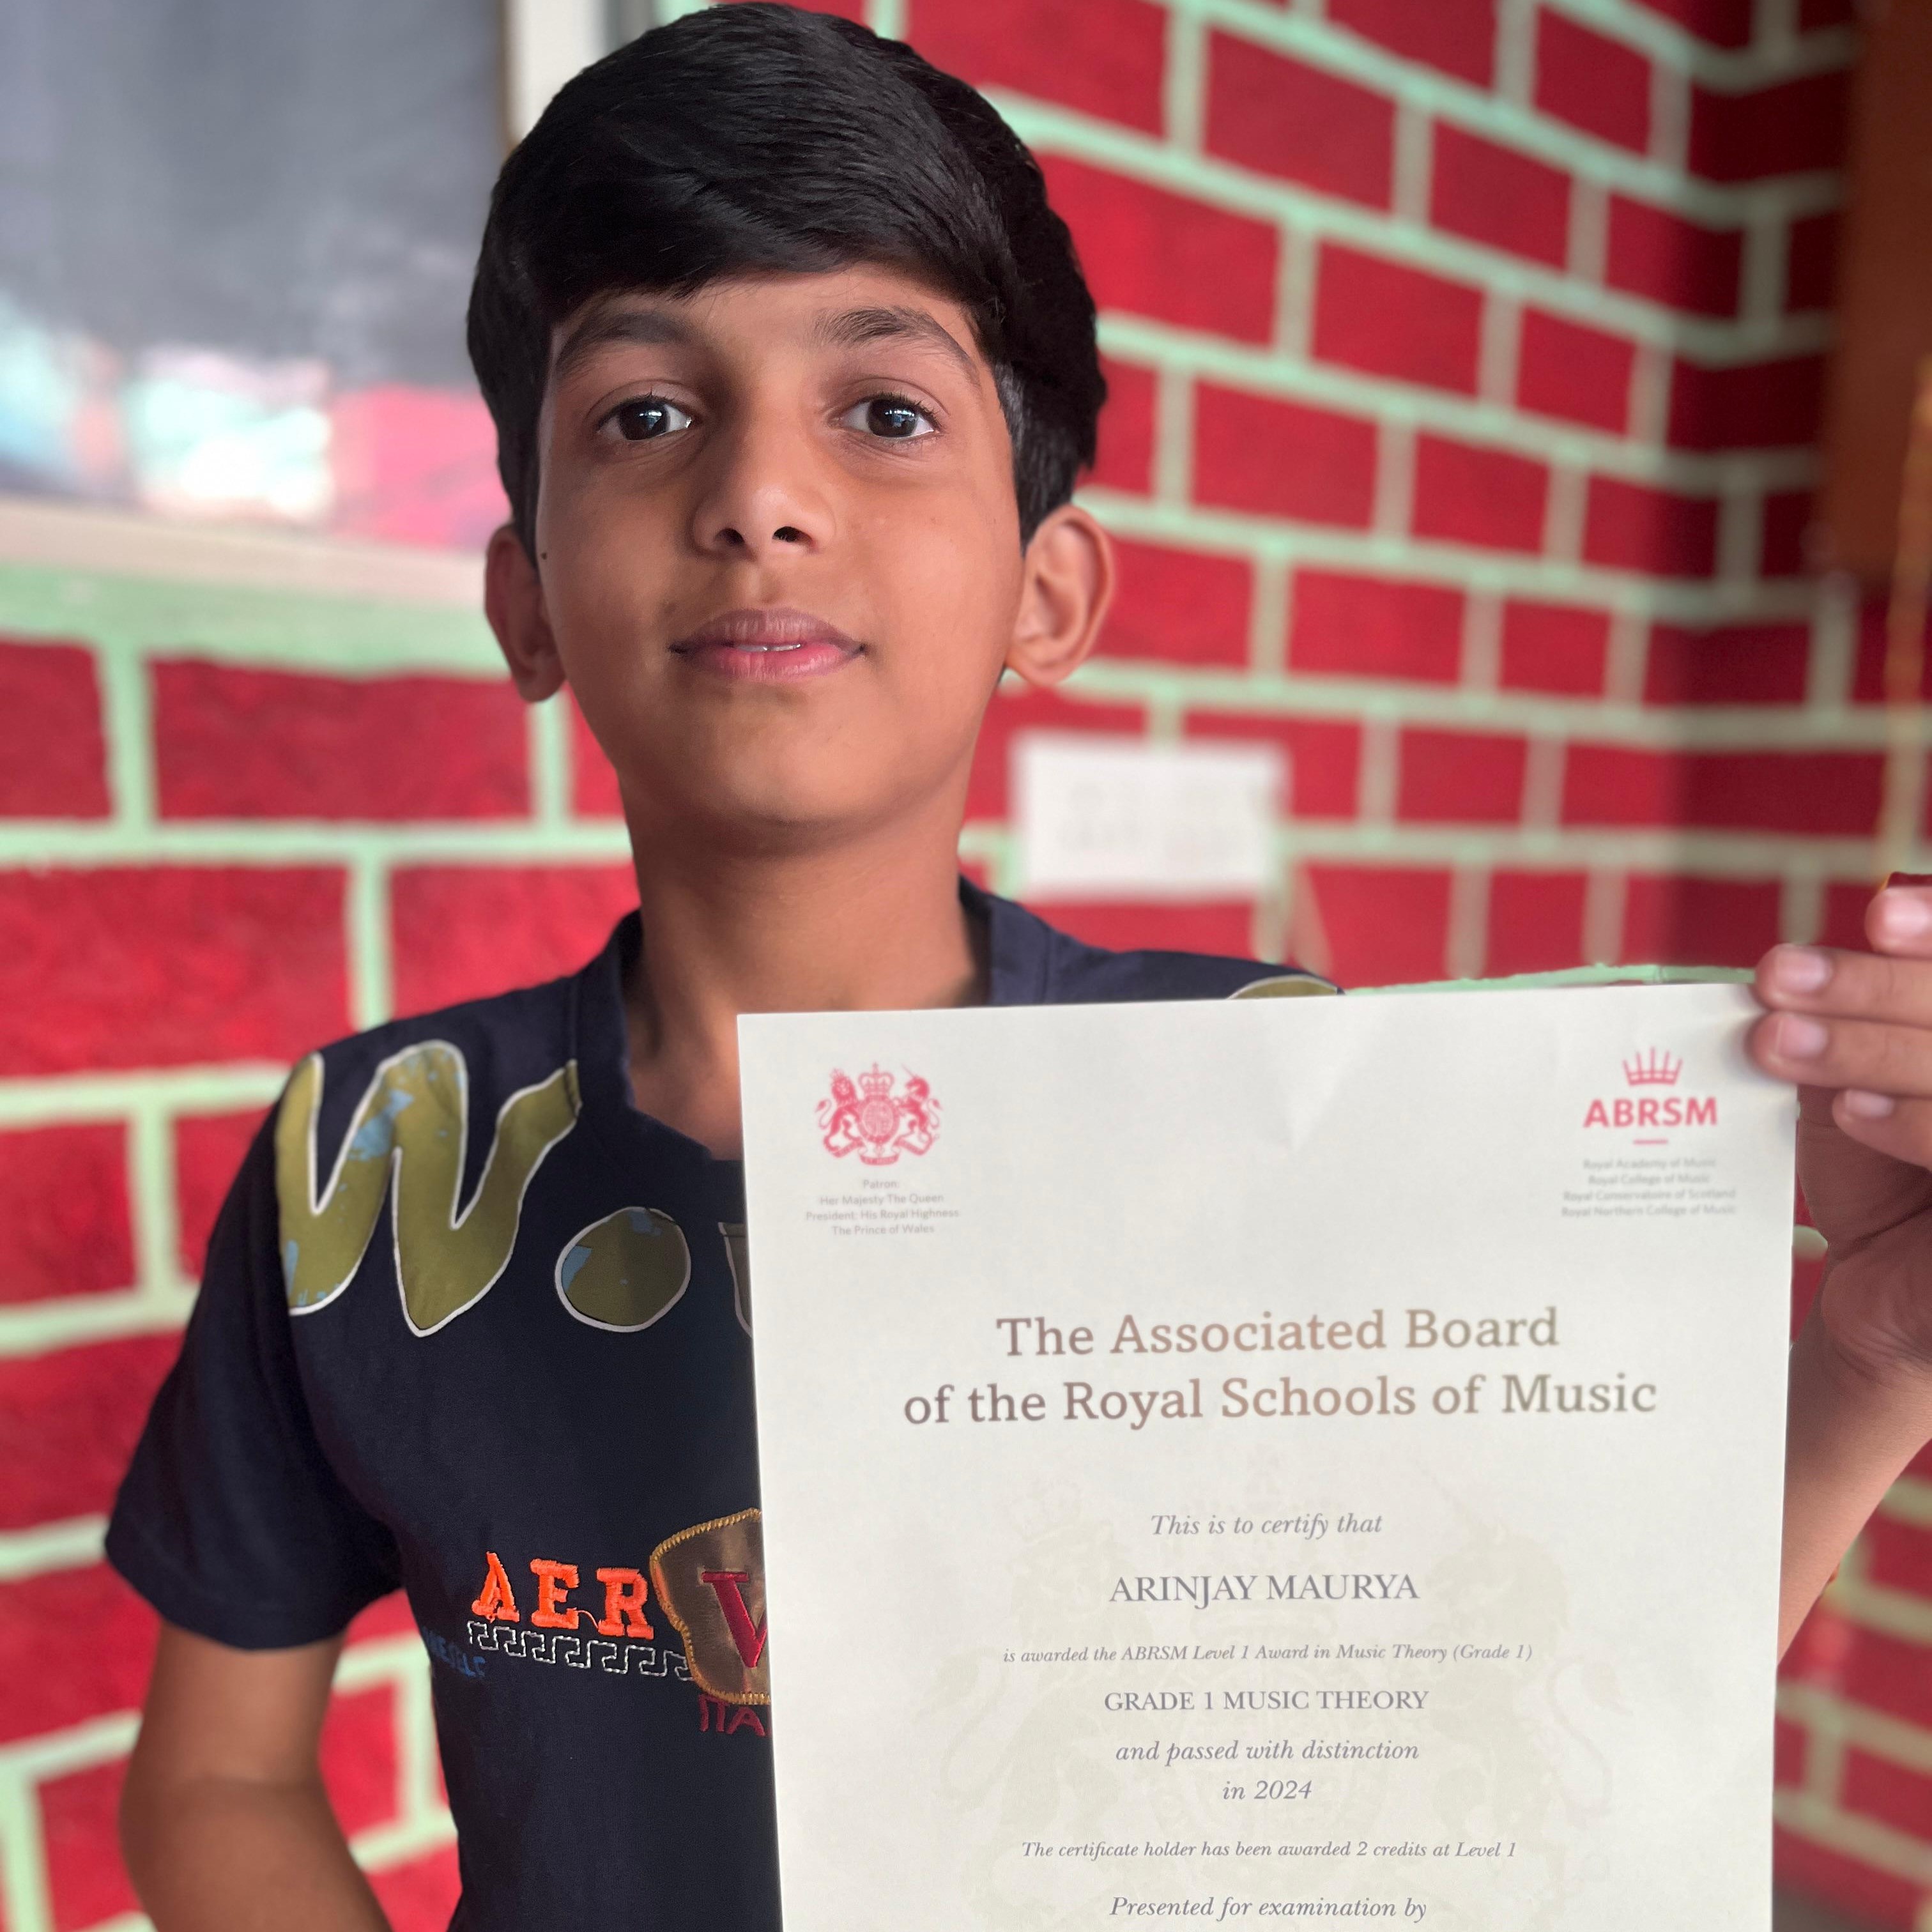 W.
AER
V
ΠΑ
Patron:
Her Majesty The Queen
President: His Royal Highness
The Prince of Wales
ABRSM
Royal Academy of Music
Royal College of Music
Royal Conservatoire of Scotland
Royal Northern College of Music
The Associated Board
of the Royal Schools of Music
This is to certify that
ARINJAY MAURYA
is awarded the ABRSM Level 1 Award in Music Theory (Grade 1)
GRADE 1 MUSIC THEORY
and passed with distinction
in 2024
The certificate holder has been awarded 2 credits at Level 1
Presented for examination by